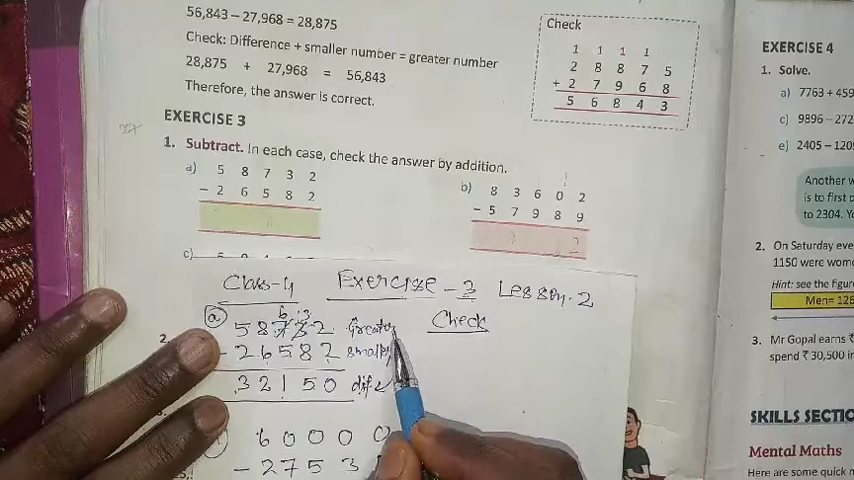 56,843 – 27,968 = 28,875
Check: Difference + smaller number = greater number
28,875 + 27,968 = 56,843
Therefore, the answer is correct.
Check
1 1 1 1
2 8 8 7 5
+ 2 7 9 6 8
5 6 8 4 3
EXERCISE 3
1. Subtract. In each case, check the answer by addition.
a) 5 8 7 3 2
– 2 6 5 8 2
b) 8 3 6 0 2
– 5 7 9 8 9
c)
Class-4 Exercise - 3 Lesson-2
a
6 13
5 8 7 3 2
- 2 6 5 8 2
3 2 1 5 0
Check
6 0 0 0 0
- 2 7 5 3
2.
EXERCISE 4
1. Solve.
a) 7763 + 459
c) 9896 – 272
e) 2405 – 120
Another w
is to first
to 2304. Y
2. On Saturday eve
1150 were wome
Hint: see the figure
Men= 126
3. Mr Gopal earns ₹
spend ₹ 30,500 i
SKILLS SECTIO
Mental Maths
Here are some quick m